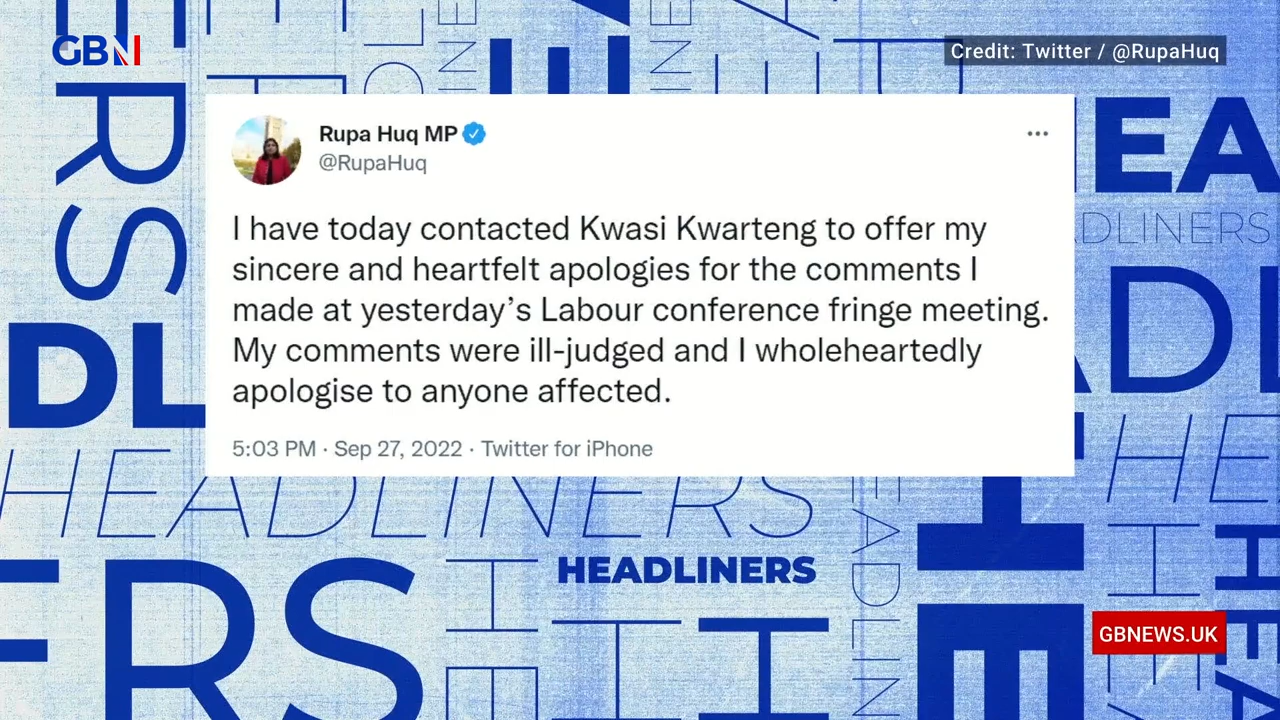 GBN
Credit: Twitter / @RupaHuq
Rupa Huq MP
@RupaHuq
I have today contacted Kwasi Kwarteng to offer my
sincere and heartfelt apologies for the comments I
made at yesterday’s Labour conference fringe meeting.
My comments were ill-judged and I wholeheartedly
apologise to anyone affected.
5:03 PM · Sep 27, 2022 · Twitter for iPhone
HEADLINERS
HEADLINERS
GBNEWS.UK